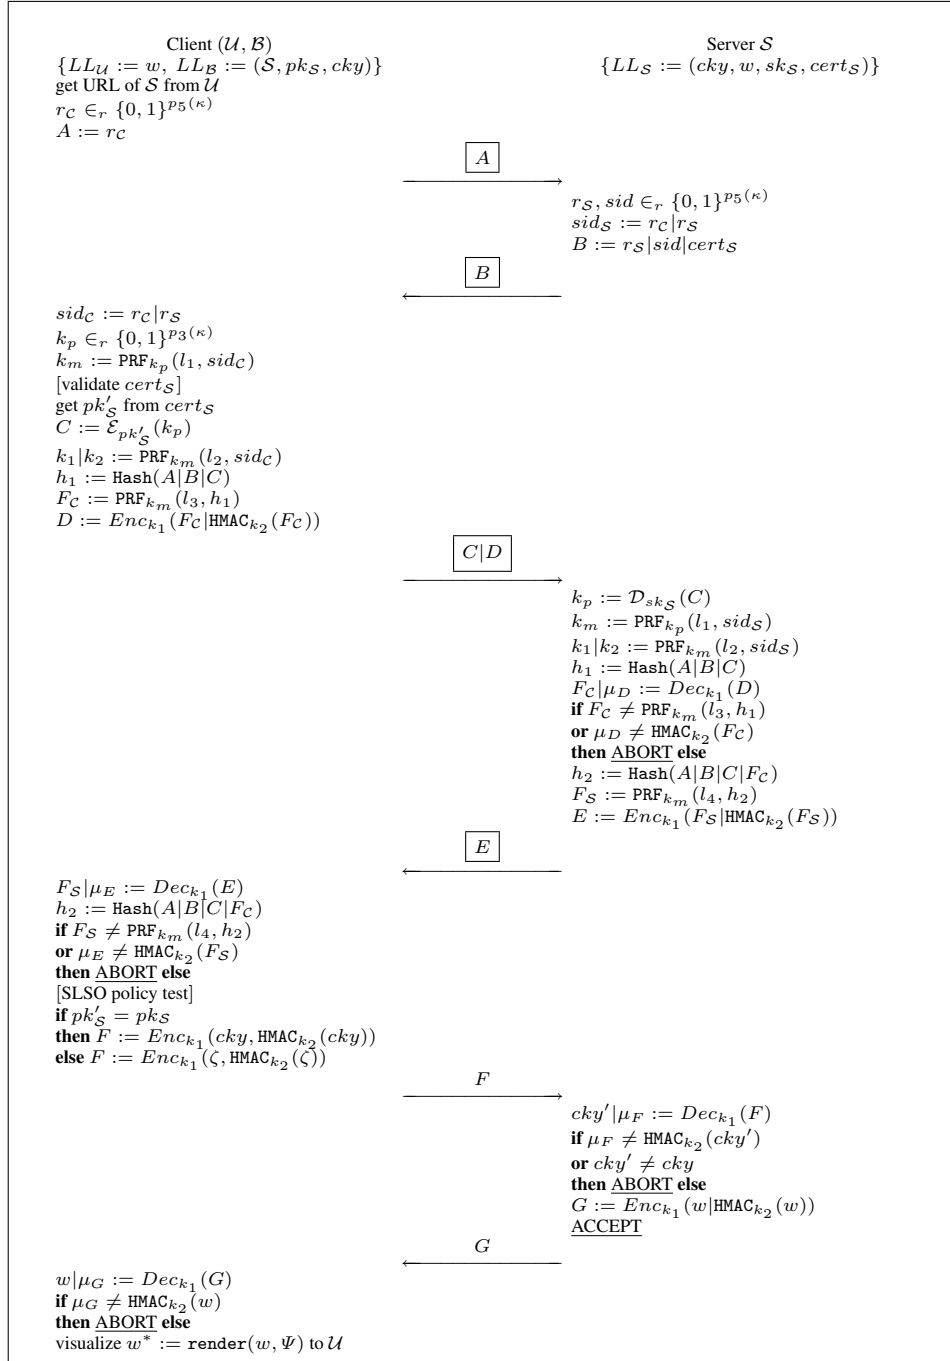 Client (𝒰, ℬ)
Server 𝒮
{LL_𝒰 := w, LL_ℬ := (𝒮, pk_𝒮, cky)}
{LL_𝒮 := (cky, w, sk_𝒮, cert_𝒮)}
get URL of 𝒮 from 𝒰
r_𝒞 ∈_r {0, 1}^{p_5(κ)}
A := r_𝒞
A
r_𝒮, sid ∈_r {0, 1}^{p_5(κ)}
sid_𝒮 := r_𝒞|r_𝒮
B := r_𝒮|sid|cert_𝒮
B
sid_𝒞 := r_𝒞|r_𝒮
k_p ∈_r {0, 1}^{p_3(κ)}
k_m := PRF_{k_p}(l_1, sid_𝒞)
[validate cert_𝒮]
get pk'_𝒮 from cert_𝒮
C := ℰ_{pk'_𝒮}(k_p)
k_1|k_2 := PRF_{k_m}(l_2, sid_𝒞)
h_1 := Hash(A|B|C)
F_𝒞 := PRF_{k_m}(l_3, h_1)
D := Enc_{k_1}(F_𝒞|HMAC_{k_2}(F_𝒞))
C|D
k_p := 𝒟_{sk_𝒮}(C)
k_m := PRF_{k_p}(l_1, sid_𝒮)
k_1|k_2 := PRF_{k_m}(l_2, sid_𝒮)
h_1 := Hash(A|B|C)
F_𝒞|μ_D := Dec_{k_1}(D)
if F_𝒞 ≠ PRF_{k_m}(l_3, h_1)
or μ_D ≠ HMAC_{k_2}(F_𝒞)
then ABORT else
h_2 := Hash(A|B|C|F_𝒞)
F_𝒮 := PRF_{k_m}(l_4, h_2)
E := Enc_{k_1}(F_𝒮|HMAC_{k_2}(F_𝒮))
E
F_𝒮|μ_E := Dec_{k_1}(E)
h_2 := Hash(A|B|C|F_𝒞)
if F_𝒮 ≠ PRF_{k_m}(l_4, h_2)
or μ_E ≠ HMAC_{k_2}(F_𝒮)
then ABORT else
[SLSO policy test]
if pk'_𝒮 = pk_𝒮
then F := Enc_{k_1}(cky, HMAC_{k_2}(cky))
else F := Enc_{k_1}(ζ, HMAC_{k_2}(ζ))
F
cky'|μ_F := Dec_{k_1}(F)
if μ_F ≠ HMAC_{k_2}(cky')
or cky' ≠ cky
then ABORT else
G := Enc_{k_1}(w|HMAC_{k_2}(w))
ACCEPT
G
w|μ_G := Dec_{k_1}(G)
if μ_G ≠ HMAC_{k_2}(w)
then ABORT else
visualize w* := render(w, Ψ) to 𝒰